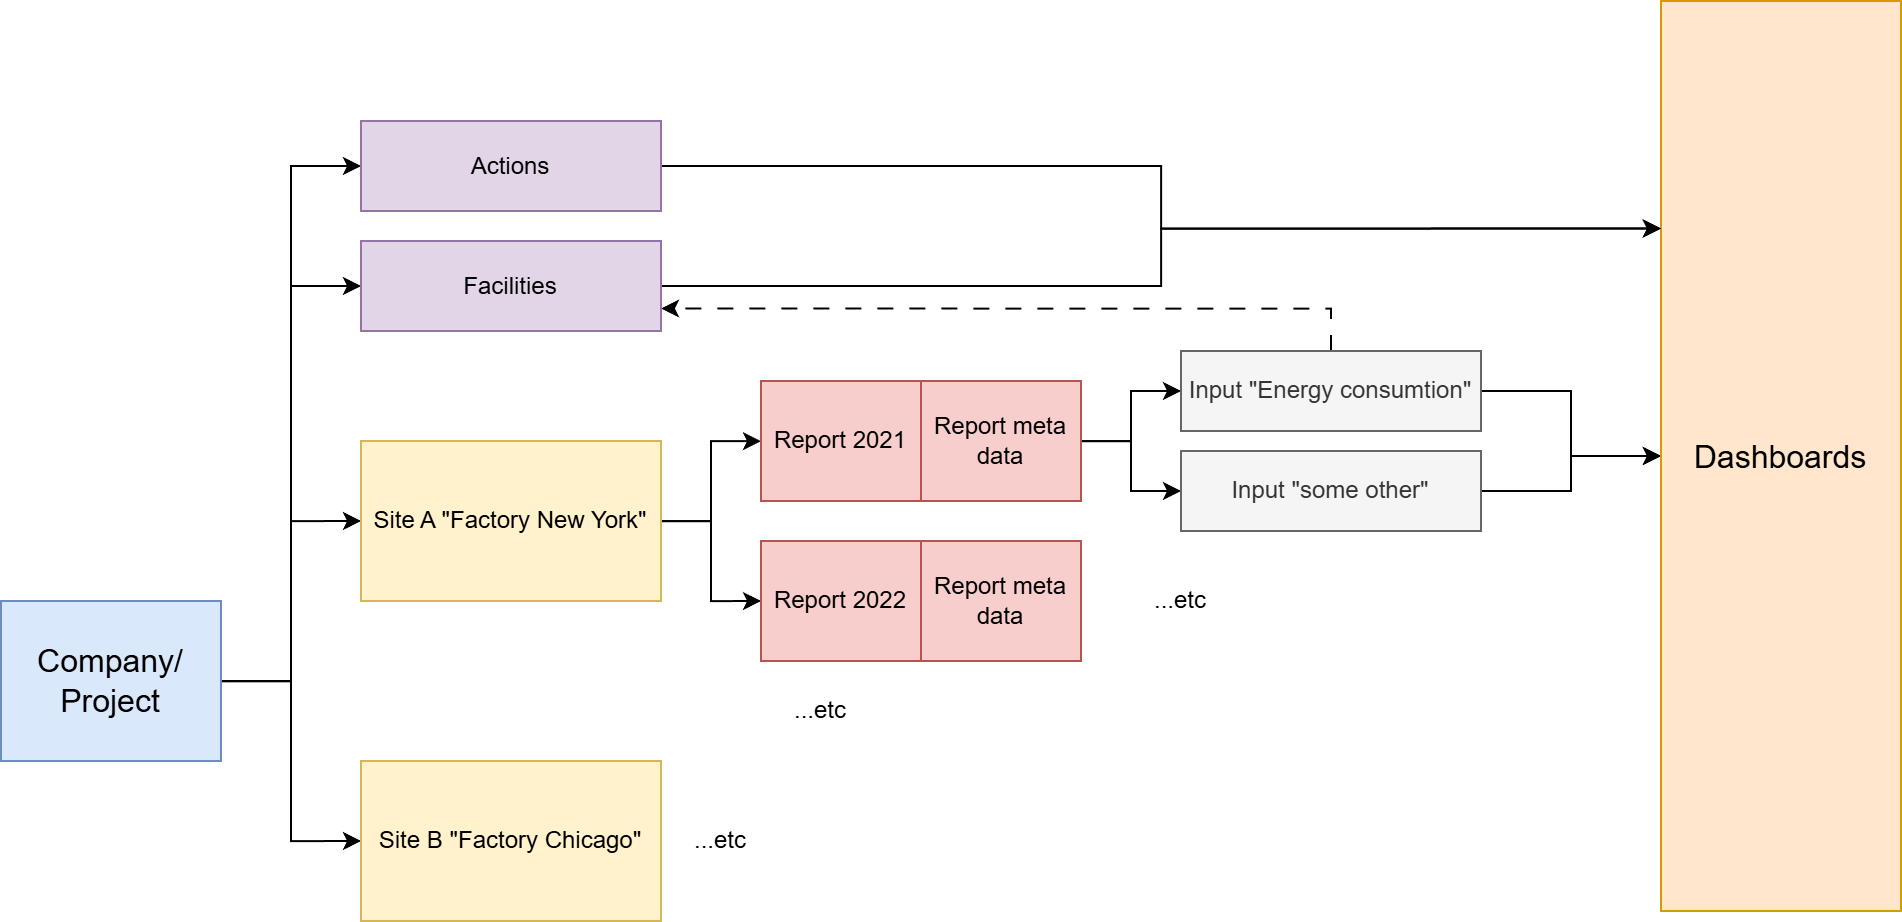 Actions
Facilities
Input "Energy consumtion"
Report 2021
Report meta
data
Dashboards
Input "some other"
Site A "Factory New York"
Report 2022
Report meta
data
...etc
Company/
Project
...etc
Site B "Factory Chicago"
...etc